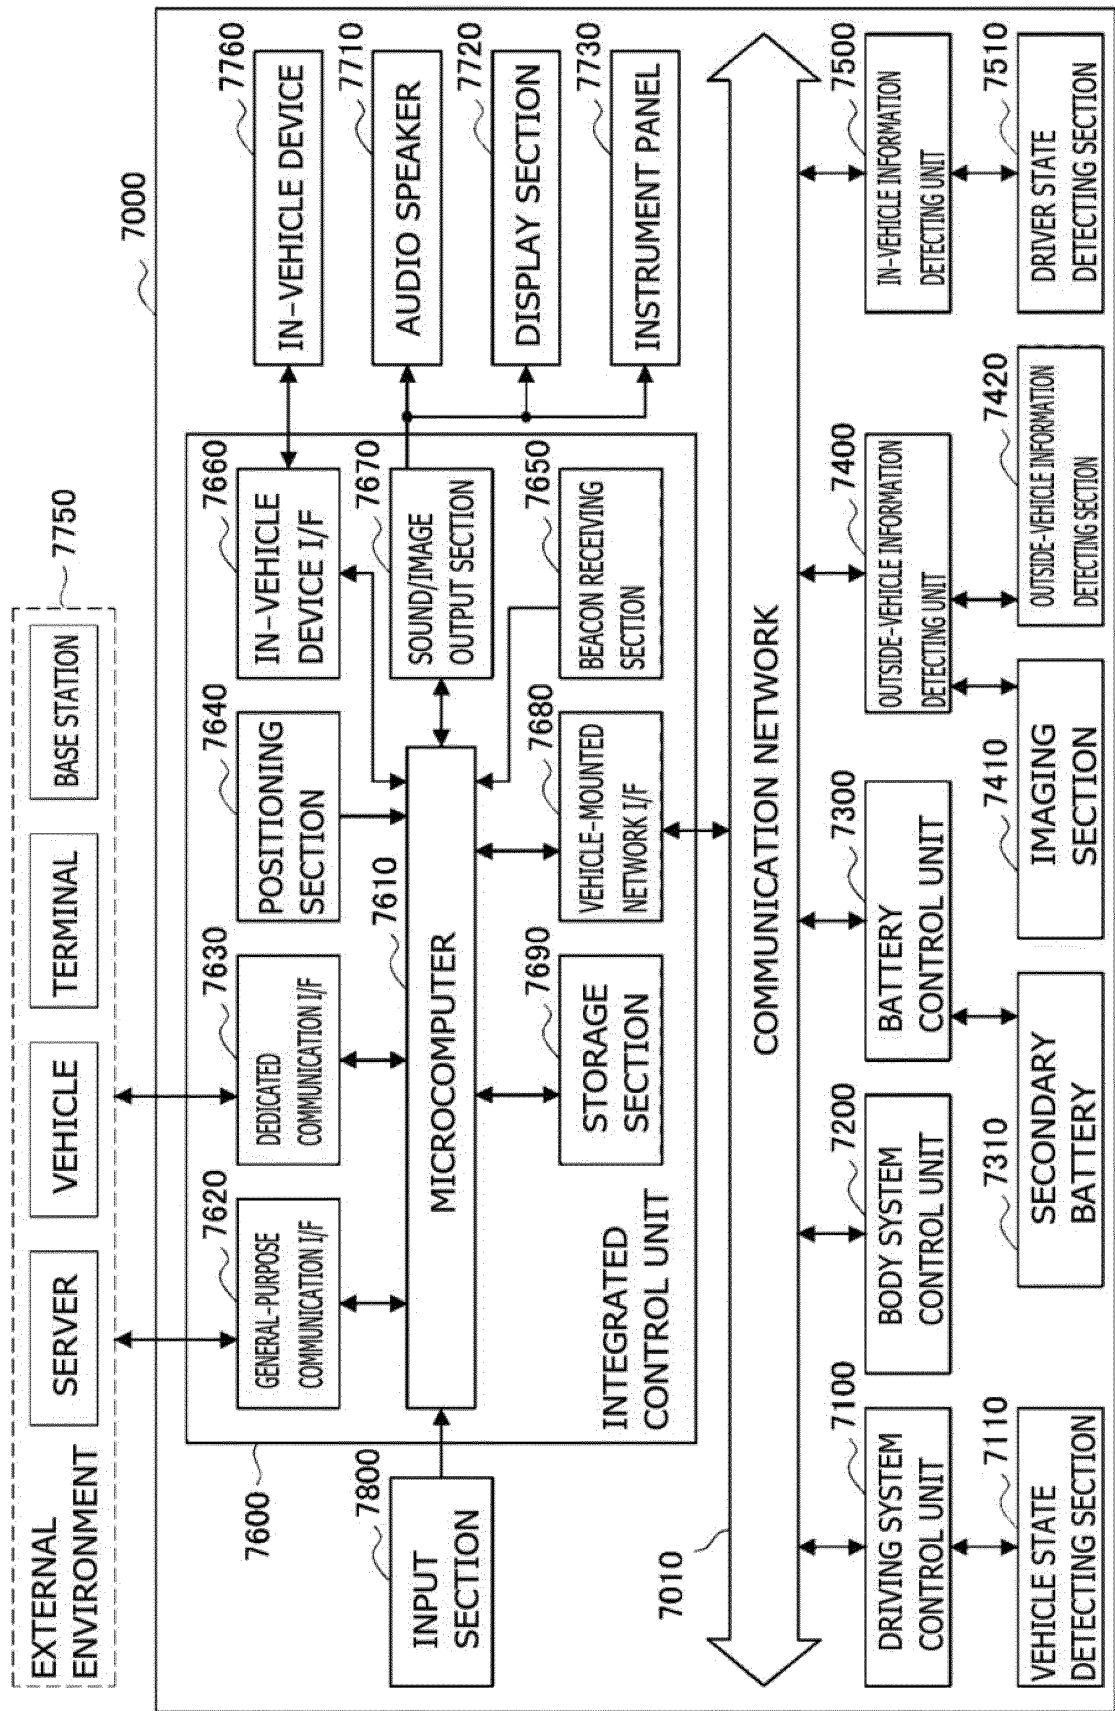 EXTERNAL
ENVIRONMENT
SERVER
VEHICLE
TERMINAL
BASE STATION
7750
7000
7600
7620
GENERAL-PURPOSE
COMMUNICATION I/F
7630
DEDICATED
COMMUNICATION I/F
7640
POSITIONING
SECTION
7660
IN-VEHICLE
DEVICE I/F
7760
IN-VEHICLE DEVICE
7800
INPUT
SECTION
7610
MICROCOMPUTER
7670
SOUND/IMAGE
OUTPUT SECTION
7710
AUDIO SPEAKER
7720
DISPLAY SECTION
7730
INSTRUMENT PANEL
INTEGRATED
CONTROL UNIT
7690
STORAGE
SECTION
7680
VEHICLE-MOUNTED
NETWORK I/F
7650
BEACON RECEIVING
SECTION
7010
COMMUNICATION NETWORK
7100
DRIVING SYSTEM
CONTROL UNIT
7200
BODY SYSTEM
CONTROL UNIT
7300
BATTERY
CONTROL UNIT
7400
OUTSIDE-VEHICLE INFORMATION
DETECTING UNIT
7500
IN-VEHICLE INFORMATION
DETECTING UNIT
7110
VEHICLE STATE
DETECTING SECTION
7310
SECONDARY
BATTERY
7410
IMAGING
SECTION
7420
OUTSIDE-VEHICLE INFORMATION
DETECTING SECTION
7510
DRIVER STATE
DETECTING SECTION